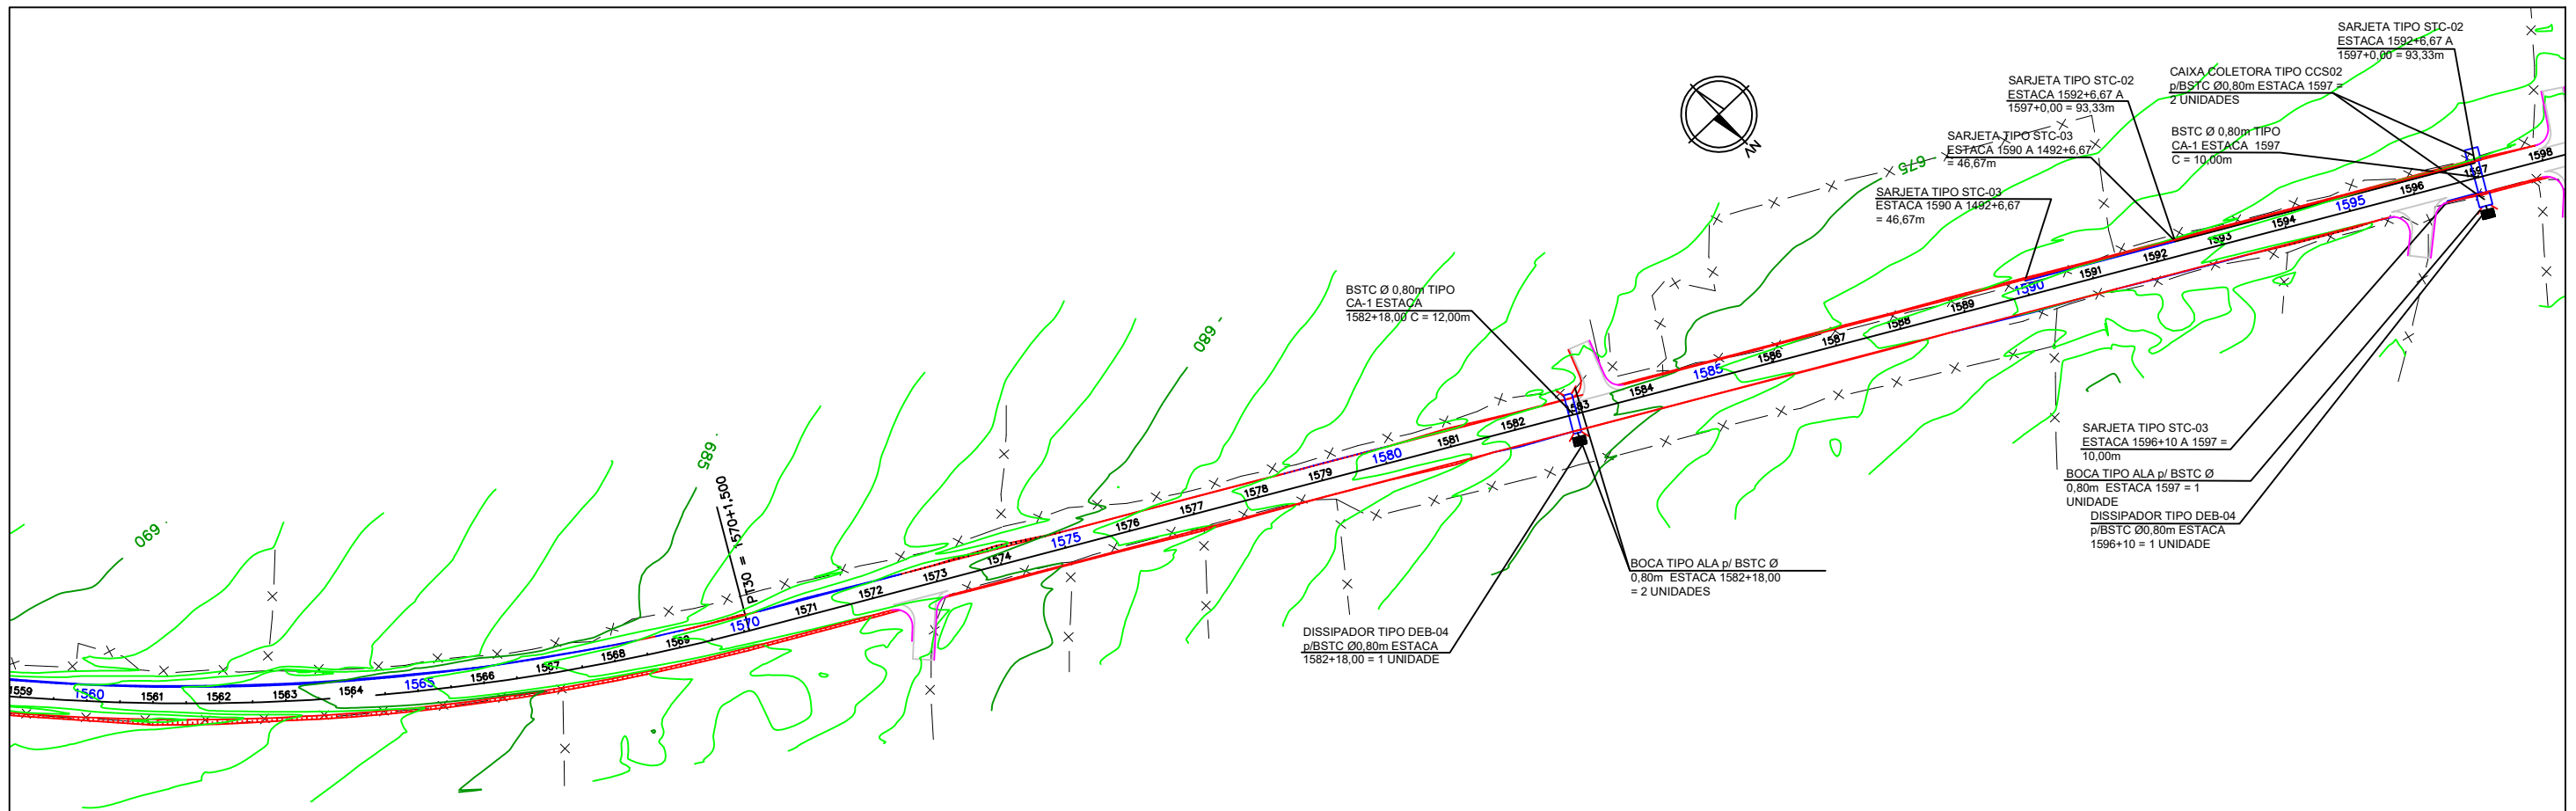 SARJETA TIPO STC-02
ESTACA 1592+6,67 A
1597+0,00 = 93,33m
CAIXA COLETORA TIPO CCS02
p/BSTC Ø0,80m ESTACA 1597 =
2 UNIDADES
SARJETA TIPO STC-02
ESTACA 1592+6,67 A
1597+0,00 = 93,33m
BSTC Ø 0,80m TIPO
CA-1 ESTACA 1597
C = 10,00m
SARJETA TIPO STC-03
ESTACA 1590 A 1492+6,67
= 46,67m
SARJETA TIPO STC-03
ESTACA 1590 A 1492+6,67
= 46,67m
NV
675
BSTC Ø 0,80m TIPO
CA-1 ESTACA
1582+18,00 C = 12,00m
680
685
690
PT30 = 1570+1,500
1559
1560
1561
1562
1563
1564
1565
1566
1567
1568
1569
1570
1571
1572
1573
1574
1575
1576
1577
1578
1579
1580
1581
1582
1583
1584
1585
1586
1587
1588
1589
1590
1591
1592
1593
1594
1595
1596
1597
1598
SARJETA TIPO STC-03
ESTACA 1596+10 A 1597 =
10,00m
BOCA TIPO ALA p/ BSTC Ø
0,80m ESTACA 1597 = 1
UNIDADE
DISSIPADOR TIPO DEB-04
p/BSTC Ø0,80m ESTACA
1596+10 = 1 UNIDADE
BOCA TIPO ALA p/ BSTC Ø
0,80m ESTACA 1582+18,00
= 2 UNIDADES
DISSIPADOR TIPO DEB-04
p/BSTC Ø0,80m ESTACA
1582+18,00 = 1 UNIDADE